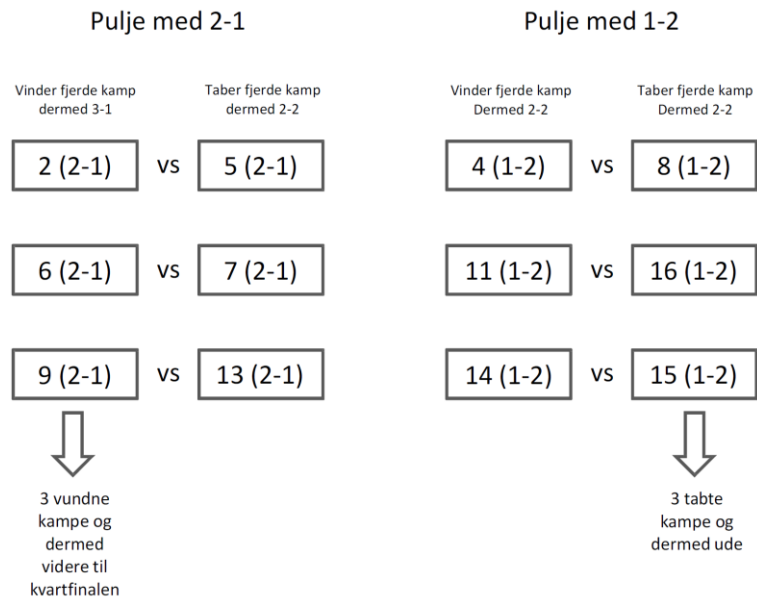 Pulje med 2-1
Vinder fjerde kamp
dermed 3-1
Taber fjerde kamp
dermed 2-2
2 (2-1) vs 5 (2-1)
6 (2-1) vs 7 (2-1)
9 (2-1) vs 13 (2-1)
3 vundne
kampe og
dermed
videre til
kvartfinalen
Pulje med 1-2
Vinder fjerde kamp
Dermed 2-2
Taber fjerde kamp
Dermed 2-2
4 (1-2) vs 8 (1-2)
11 (1-2) vs 16 (1-2)
14 (1-2) vs 15 (1-2)
3 tabte
kampe og
dermed ude